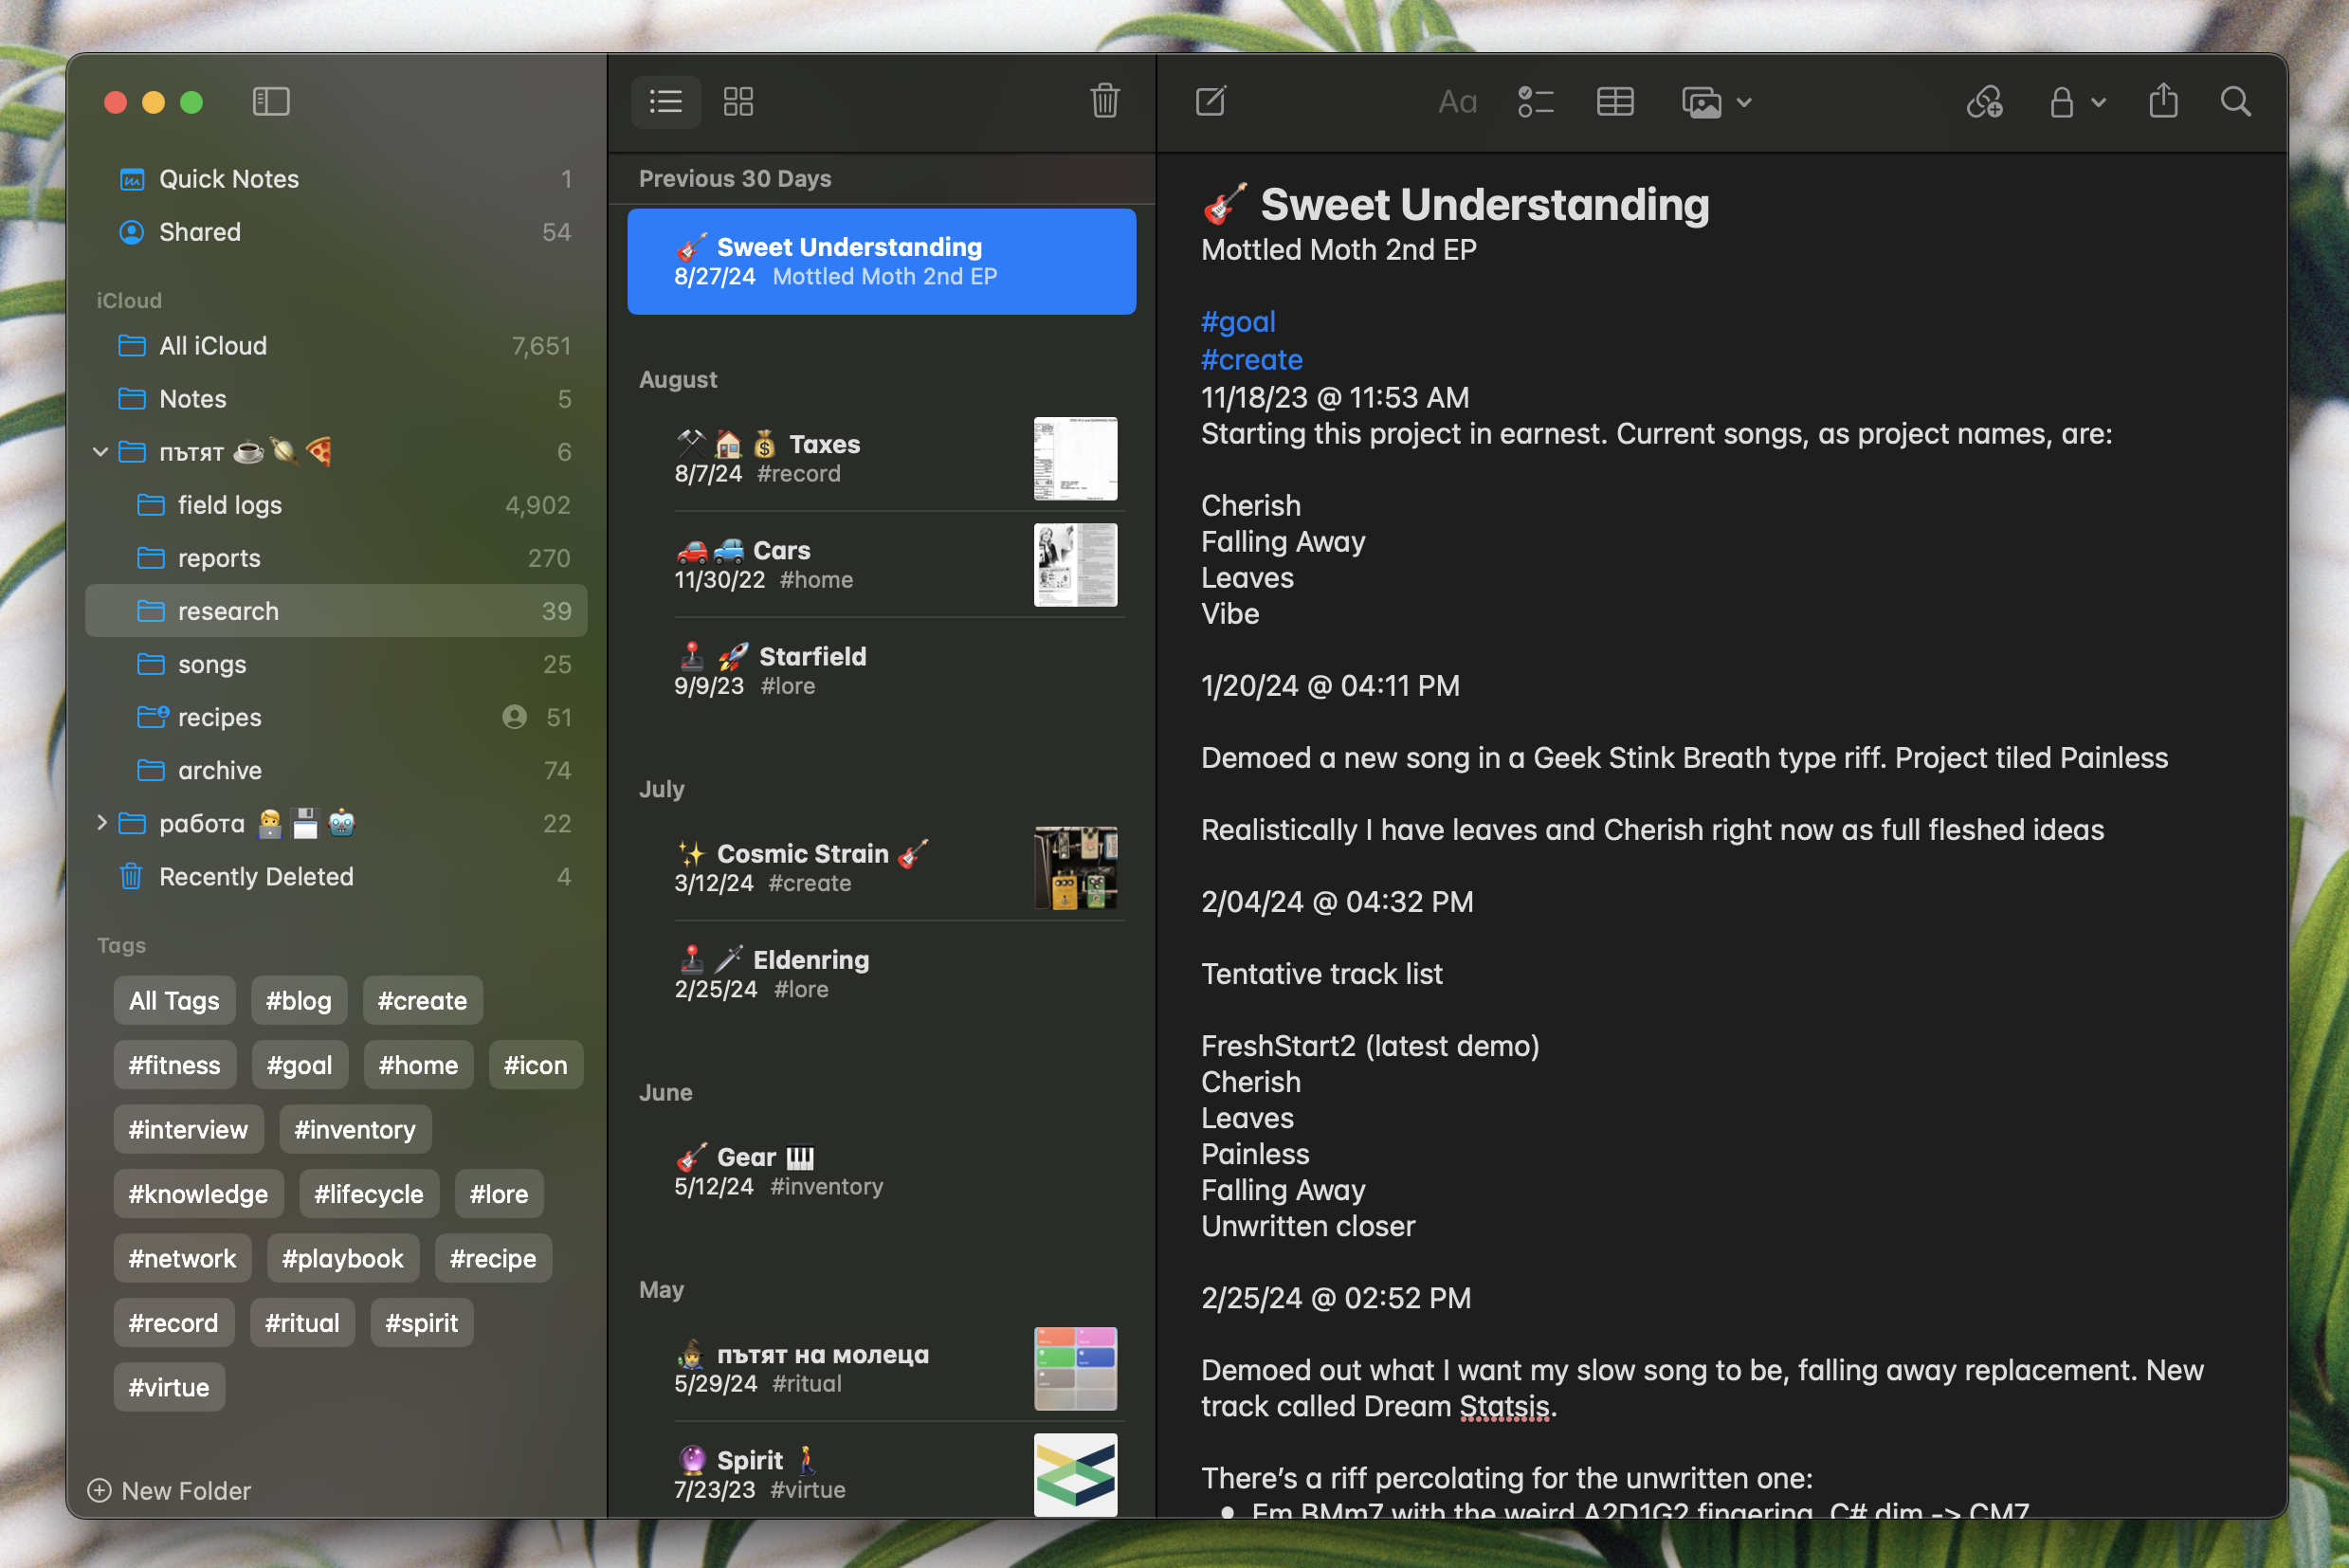 Quick Notes 1
Shared 54
iCloud
All iCloud 7,651
Notes 5
пътят ☕🪐🍕 6
field logs 4,902
reports 270
research 39
songs 25
recipes 51
archive 74
работа 🧑‍💻💾🤖 22
Recently Deleted 4
Tags
All Tags #blog #create
#fitness #goal #home #icon
#interview #inventory
#knowledge #lifecycle #lore
#network #playbook #recipe
#record #ritual #spirit
#virtue
New Folder
Previous 30 Days
🎸 Sweet Understanding
8/27/24 Mottled Moth 2nd EP
August
⚒️🏠💰 Taxes
8/7/24 #record
🚗🚙 Cars
11/30/22 #home
🕹️🚀 Starfield
9/9/23 #lore
July
✨ Cosmic Strain 🎸
3/12/24 #create
🕹️🗡️ Eldenring
2/25/24 #lore
June
🎸 Gear 🎹
5/12/24 #inventory
May
пътят на молеца
5/29/24 #ritual
🔮 Spirit 🚶
7/23/23 #virtue
Aa
🎸 Sweet Understanding
Mottled Moth 2nd EP
#goal
#create
11/18/23 @ 11:53 AM
Starting this project in earnest. Current songs, as project names, are:
Cherish
Falling Away
Leaves
Vibe
1/20/24 @ 04:11 PM
Demoed a new song in a Geek Stink Breath type riff. Project tiled Painless
Realistically I have leaves and Cherish right now as full fleshed ideas
2/04/24 @ 04:32 PM
Tentative track list
FreshStart2 (latest demo)
Cherish
Leaves
Painless
Falling Away
Unwritten closer
2/25/24 @ 02:52 PM
Demoed out what I want my slow song to be, falling away replacement. New
track called Dream Statsis.
There’s a riff percolating for the unwritten one:
• Em BMm7 with the weird A2D1G2 fingering, C# dim -> CM7